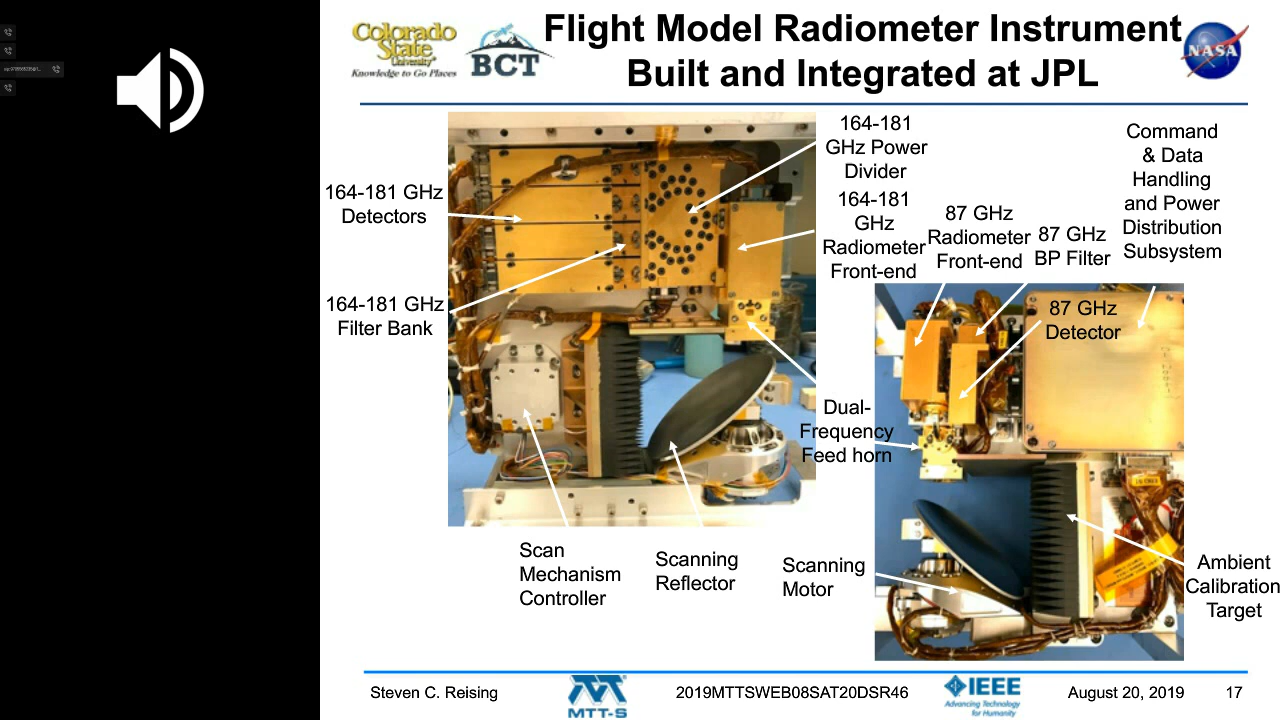 Colorado
State
University
Knowledge to Go Places
BCT
Flight Model Radiometer Instrument
Built and Integrated at JPL
NASA
164-181 GHz
Detectors
164-181 GHz
Filter Bank
164-181
GHz Power
Divider
164-181
GHz
Radiometer
Front-end
87 GHz
Radiometer
Front-end
87 GHz
BP Filter
Command
& Data
Handling
and Power
Distribution
Subsystem
87 GHz
Detector
Dual-
Frequency
Feed horn
Scan
Mechanism
Controller
Scanning
Reflector
Scanning
Motor
Ambient
Calibration
Target
Steven C. Reising
MTT-S
2019MTTSWEB08SAT20DSR46
IEEE
Advancing Technology
for Humanity
August 20, 2019
17